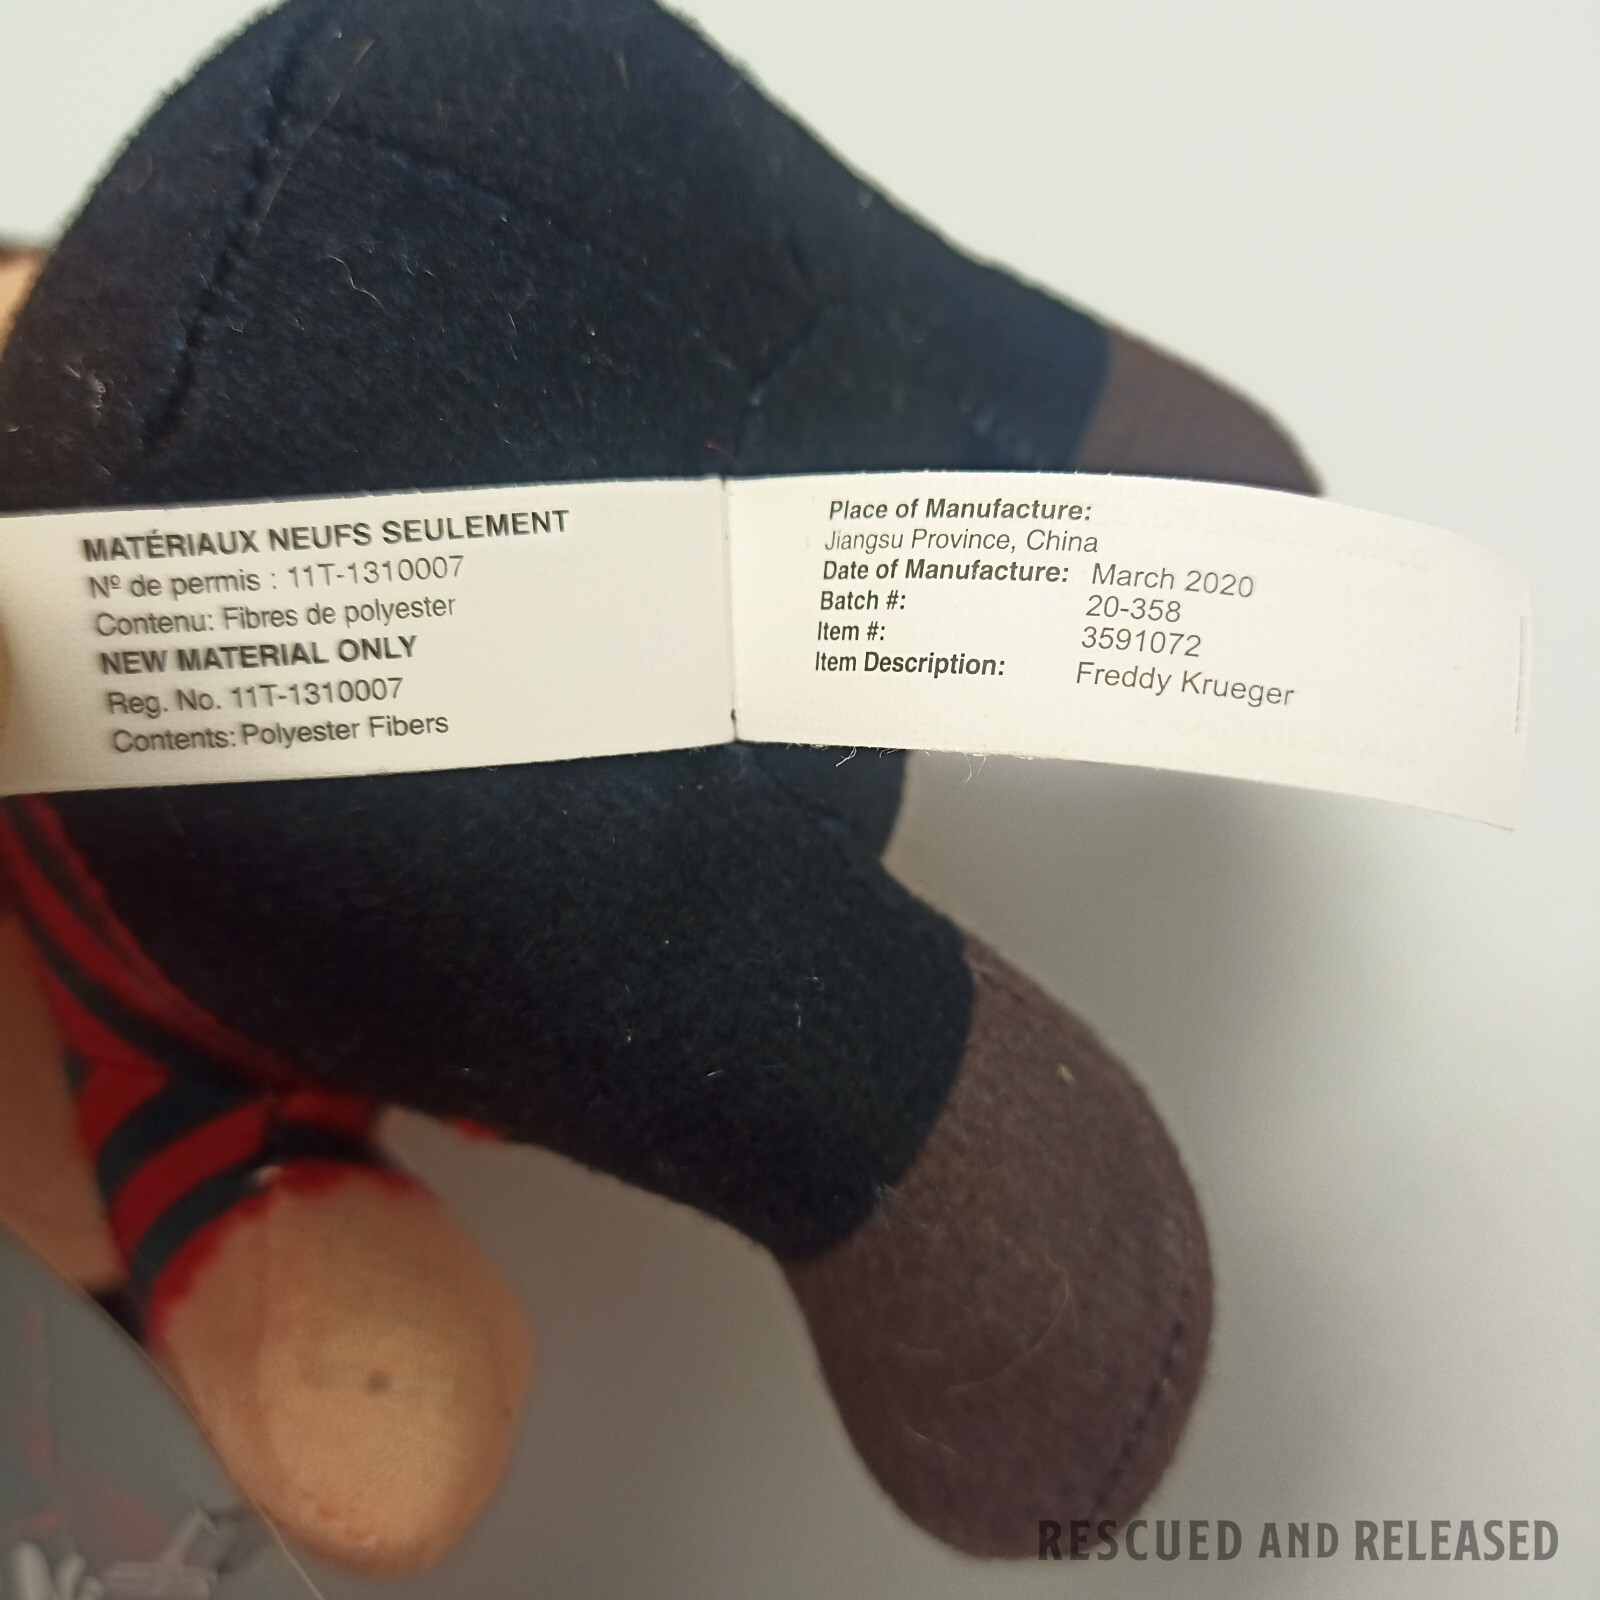 MATÉRIAUX NEUFS SEULEMENT
Nº de permis : 11T-1310007
Contenu: Fibres de polyester
NEW MATERIAL ONLY
Reg. No. 11T-1310007
Contents: Polyester Fibers
Place of Manufacture:
Jiangsu Province, China
Date of Manufacture: March 2020
Batch #: 20-358
Item #: 3591072
Item Description: Freddy Krueger
RESCUED AND RELEASED